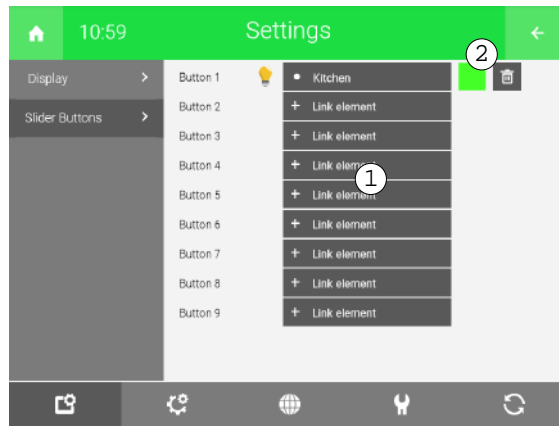 10:59 Settings
2
Display
Slider Buttons
Button 1 Kitchen
Button 2 + Link element
Button 3 + Link element
Button 4 + Link element
1
Button 5 + Link element
Button 6 + Link element
Button 7 + Link element
Button 8 + Link element
Button 9 + Link element